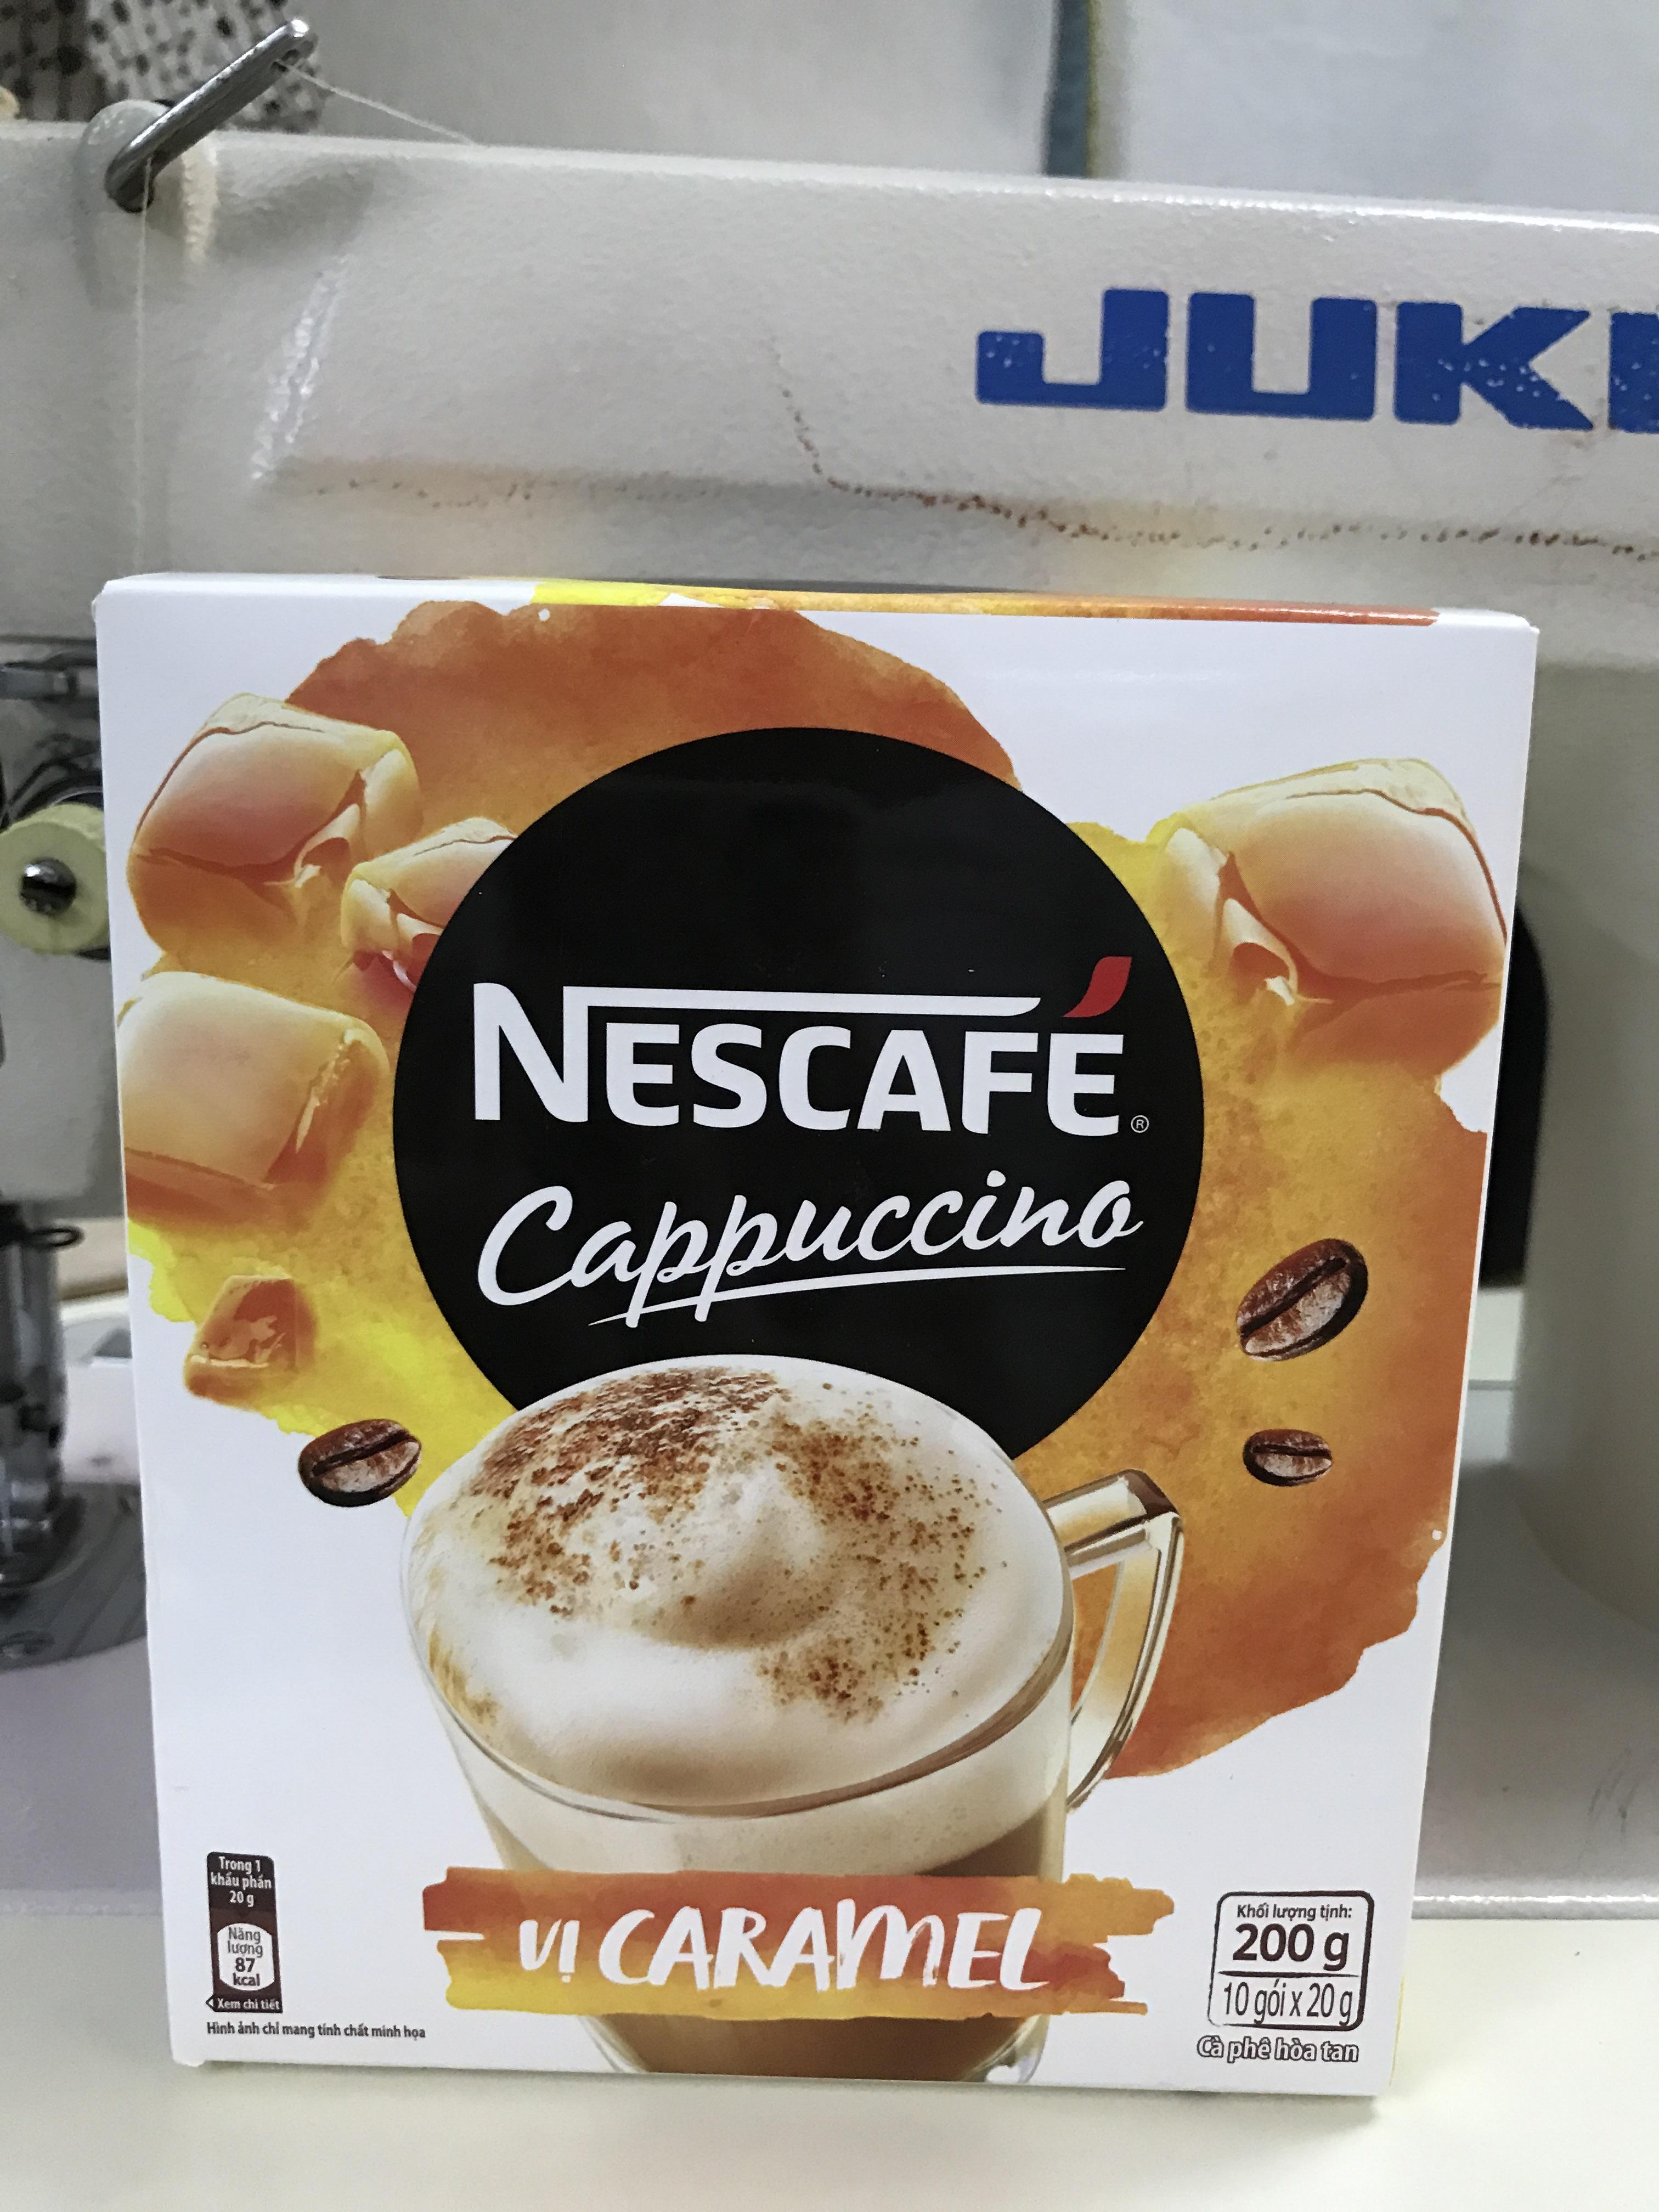 JUKI
NESCAFÉ®
Cappuccino
VỊ CARAMEL
Trong 1
khẩu phần
20 g
Năng
lượng
87
kcal
Xem chi tiết
Hình ảnh chỉ mang tính chất minh họa
Khối lượng tịnh:
200 g
10 gói x 20 g
Cà phê hòa tan